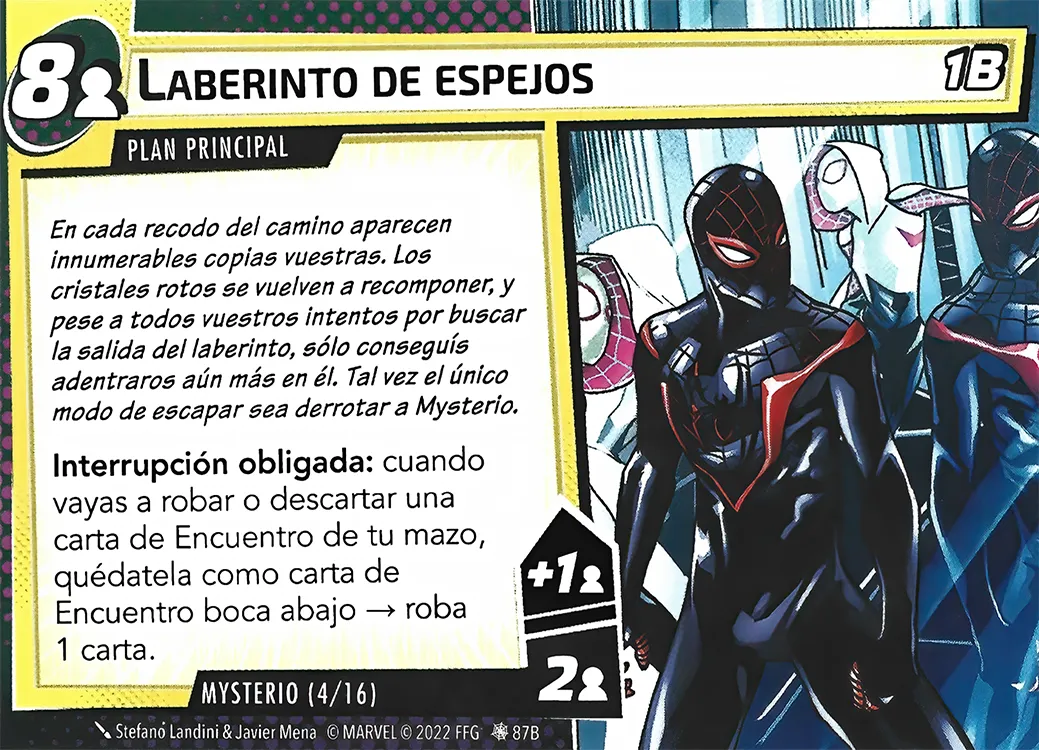 8
LABERINTO DE ESPEJOS
1B
PLAN PRINCIPAL
En cada recodo del camino aparecen
innumerables copias vuestras. Los
cristales rotos se vuelven a recomponer, y
pese a todos vuestros intentos por buscar
la salida del laberinto, sólo conseguís
adentraros aún más en él. Tal vez el único
modo de escapar sea derrotar a Mysterio.
Interrupción obligada: cuando
vayas a robar o descartar una
carta de Encuentro de tu mazo,
quédatela como carta de
Encuentro boca abajo → roba
1 carta.
+1
2
MYSTERIO (4/16)
Stefano Landini & Javier Mena © MARVEL © 2022 FFG 87B